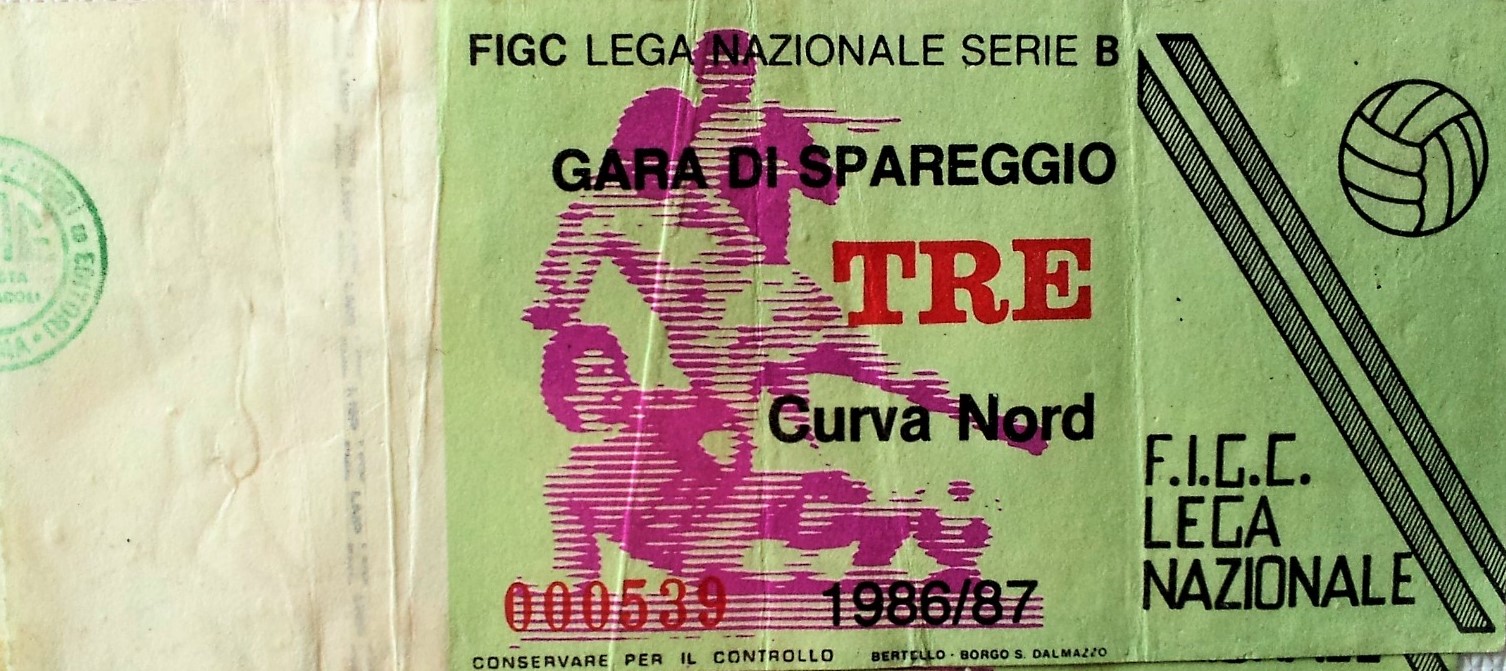 FIGC LEGA NAZIONALE SERIE B
GARA DI SPAREGGIO
TRE
Curva Nord
000539
1986/87
CONSERVARE PER IL CONTROLLO
BERTELLO - BORGO S. DALMAZZO
F.I.G.C.
LEGA
NAZIONALE
EDITORI